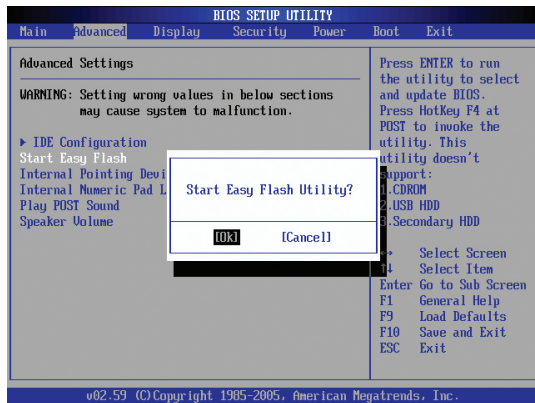 BIOS SETUP UTILITY
Main Advanced Display Security Power Boot Exit
Advanced Settings
WARNING: Setting wrong values in below sections
may cause system to malfunction.
▶ IDE Configuration
Start Easy Flash
Internal Pointing Devi
Internal Numeric Pad L
Play POST Sound
Speaker Volume
Start Easy Flash Utility?
[Ok] [Cancel]
Press ENTER to run
the utility to select
and update BIOS.
Press HotKey F4 at
POST to invoke the
utility. This
utility doesn't
support:
1.CDROM
2.USB HDD
3.Secondary HDD
↔ Select Screen
↑↓ Select Item
Enter Go to Sub Screen
F1 General Help
F9 Load Defaults
F10 Save and Exit
ESC Exit
v02.59 (C)Copyright 1985-2005, American Megatrends, Inc.